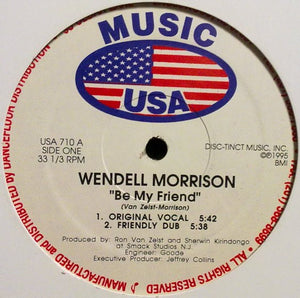 MUSIC
USA
USA 710 A
SIDE ONE
33 1/3 RPM
DISC-TINCT MUSIC, INC.
℗©1995
BMI
WENDELL MORRISON
"Be My Friend"
(Van Zelst-Morrison)
1. ORIGINAL VOCAL 5:42
2. FRIENDLY DUB 5:38
Produced by: Ron Van Zelst and Sherwin Kirindongo
at Smack Studios N.J.
Engineer: Goode
Executive Producer: Jeffrey Collins
MANUFACTURED and DISTRIBUTED by DANCEFLOOR DISTRIBUTION
ALL RIGHTS RESERVED